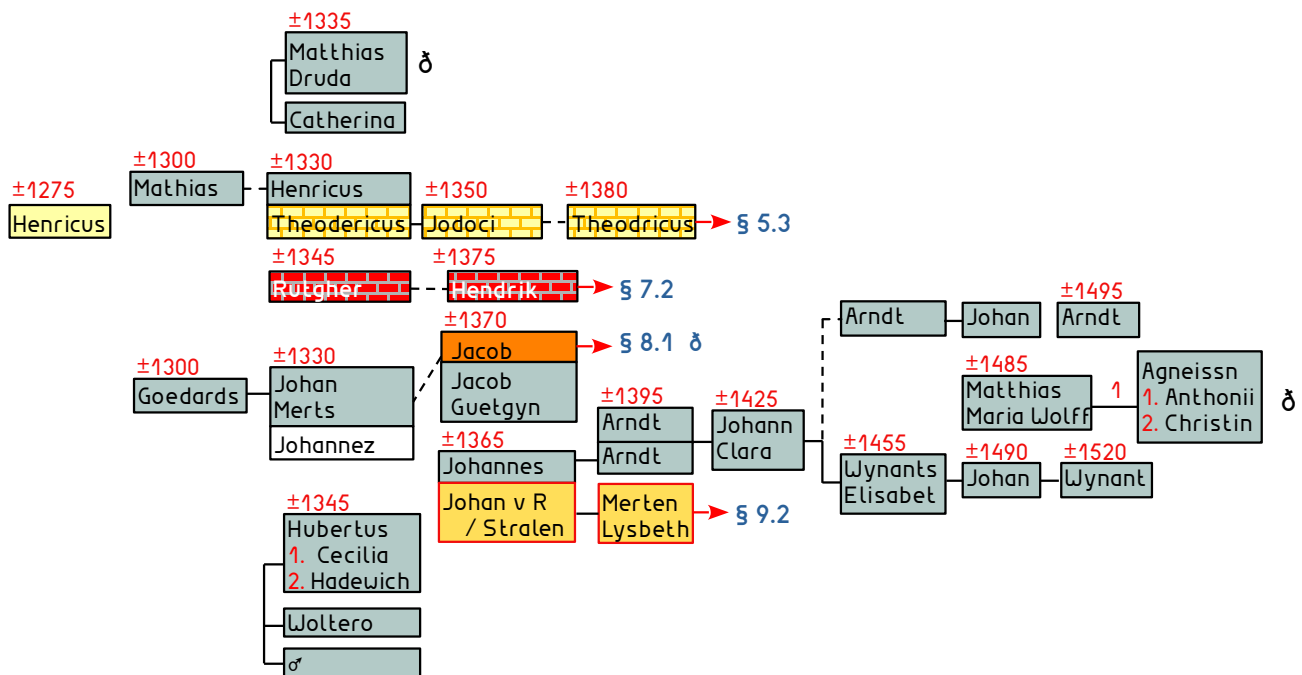 ±1335
Matthias
Druda
ð
Catherina
±1275
Henricus
±1300
Mathias
±1330
Henricus
Theodericus
±1350
Jodoci
±1380
Theodricus
§ 5.3
±1345
Rutgher
±1375
Hendrik
§ 7.2
±1370
Jacob
§ 8.1 ð
Jacob
Guetgyn
±1300
Goedards
±1330
Johan
Merts
Johannez
±1365
Johannes
Johan v R
/ Stralen
±1395
Arndt
Arndt
Merten
Lysbeth
§ 9.2
±1425
Johann
Clara
Arndt
Johan
±1495
Arndt
±1485
Matthias
Maria Wolff
1
Agneissn
1. Anthonii
2. Christin
ð
±1455
Wynants
Elisabet
±1490
Johan
±1520
Wynant
±1345
Hubertus
1. Cecilia
2. Hadewich
Woltero
♂